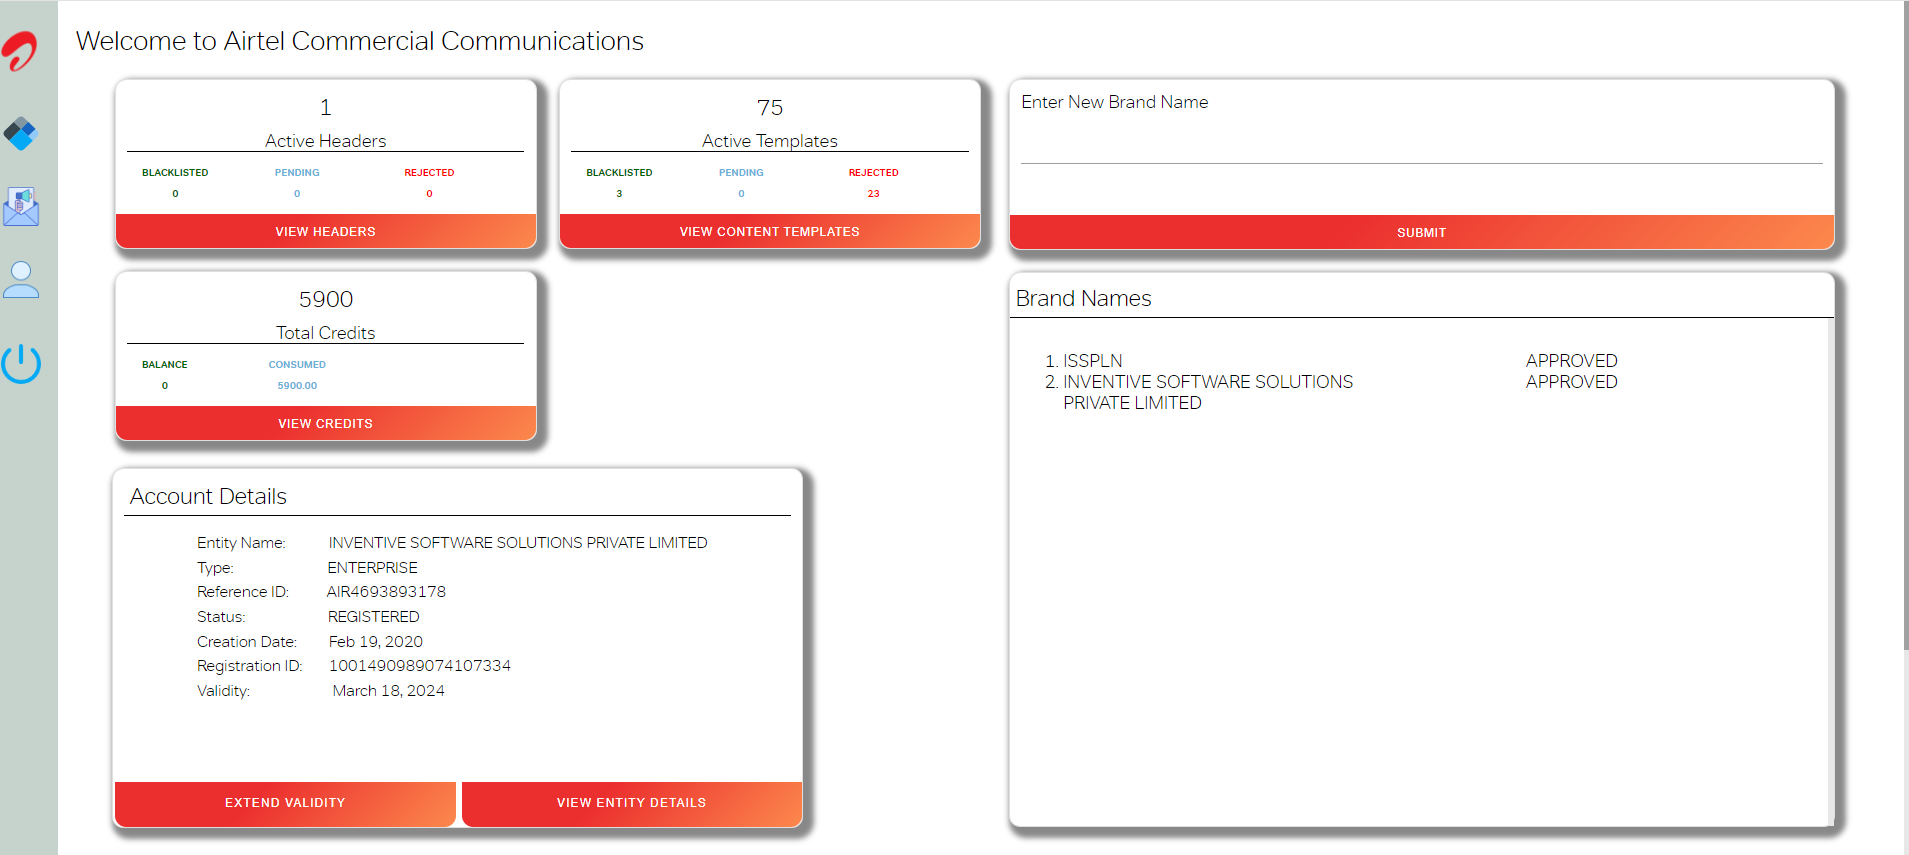 Welcome to Airtel Commercial Communications
1
Active Headers
BLACKLISTED PENDING REJECTED
0 0 0
VIEW HEADERS
75
Active Templates
BLACKLISTED PENDING REJECTED
3 0 23
VIEW CONTENT TEMPLATES
Enter New Brand Name
SUBMIT
5900
Total Credits
BALANCE CONSUMED
0 5900.00
VIEW CREDITS
Brand Names
1. ISSPLN APPROVED
2. INVENTIVE SOFTWARE SOLUTIONS APPROVED
PRIVATE LIMITED
Account Details
Entity Name: INVENTIVE SOFTWARE SOLUTIONS PRIVATE LIMITED
Type: ENTERPRISE
Reference ID: AIR4693893178
Status: REGISTERED
Creation Date: Feb 19, 2020
Registration ID: 1001490989074107334
Validity: March 18, 2024
EXTEND VALIDITY
VIEW ENTITY DETAILS